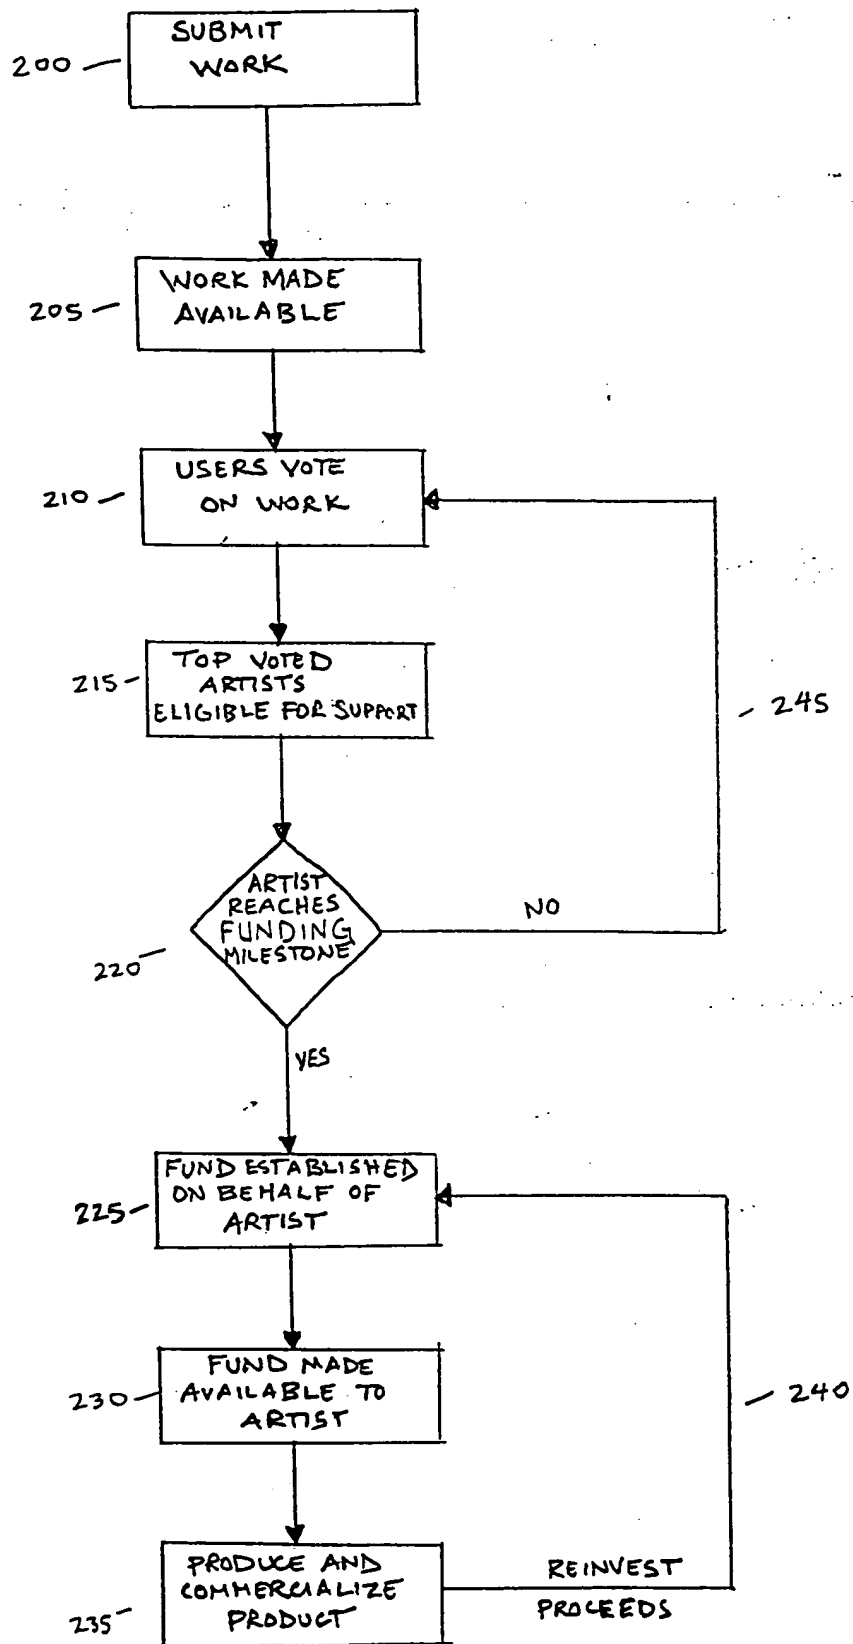 SUBMIT
WORK
200
WORK MADE
AVAILABLE
205
USERS VOTE
ON WORK
210
TOP VOTED
ARTISTS
ELIGIBLE FOR SUPPORT
215
245
ARTIST
REACHES
FUNDING
MILESTONE
NO
220
YES
FUND ESTABLISHED
ON BEHALF OF
ARTIST
225
FUND MADE
AVAILABLE TO
ARTIST
230
240
PRODUCE AND
COMMERCIALIZE
PRODUCT
REINVEST
PROCEEDS
235